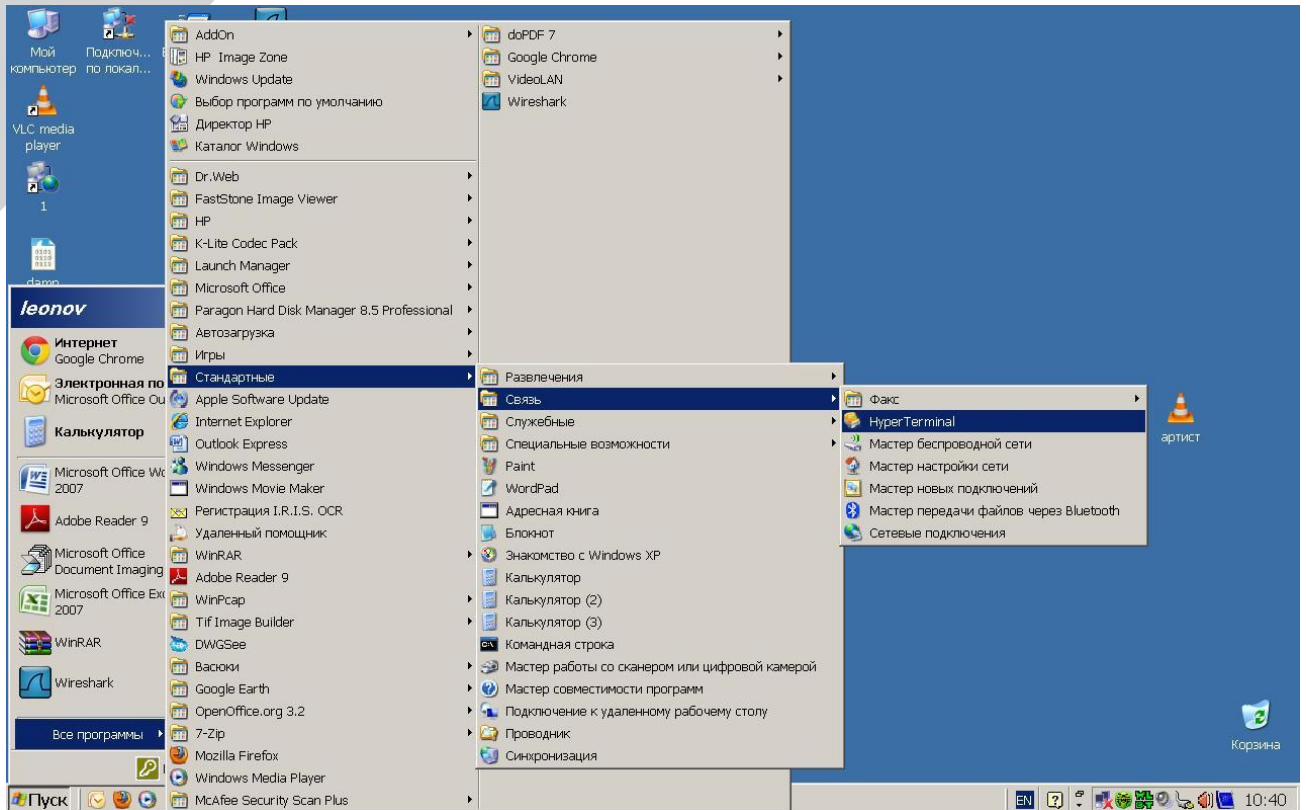 Мой
компьютер
Подключ...
по локал...
VLC media
player
1
damp
leonov
Интернет
Google Chrome
Электронная по
Microsoft Office Ou
Калькулятор
Microsoft Office Wo
2007
Adobe Reader 9
Microsoft Office
Document Imaging
Microsoft Office Exc
2007
WinRAR
Wireshark
Все программы
AddOn
HP Image Zone
Windows Update
Выбор программ по умолчанию
Директор HP
Каталог Windows
Dr.Web
FastStone Image Viewer
HP
K-Lite Codec Pack
Launch Manager
Microsoft Office
Paragon Hard Disk Manager 8.5 Professional
Автозагрузка
Игры
Стандартные
Apple Software Update
Internet Explorer
Outlook Express
Windows Messenger
Windows Movie Maker
Регистрация I.R.I.S. OCR
Удаленный помощник
WinRAR
Adobe Reader 9
WinPcap
Tif Image Builder
DWGSee
Васюки
Google Earth
OpenOffice.org 3.2
7-Zip
Mozilla Firefox
Windows Media Player
McAfee Security Scan Plus
doPDF 7
Google Chrome
VideoLAN
Wireshark
Развлечения
Связь
Служебные
Специальные возможности
Paint
WordPad
Адресная книга
Блокнот
Знакомство с Windows XP
Калькулятор
Калькулятор (2)
Калькулятор (3)
Командная строка
Мастер работы со сканером или цифровой камерой
Мастер совместимости программ
Подключение к удаленному рабочему столу
Проводник
Синхронизация
Факс
HyperTerminal
Мастер беспроводной сети
Мастер настройки сети
Мастер новых подключений
Мастер передачи файлов через Bluetooth
Сетевые подключения
артист
Корзина
Пуск
EN
10:40